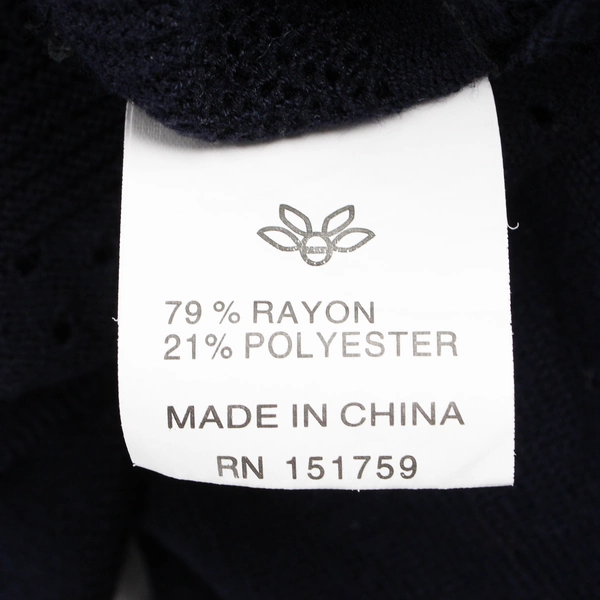 79 % RAYON
21% POLYESTER
MADE IN CHINA
RN 151759